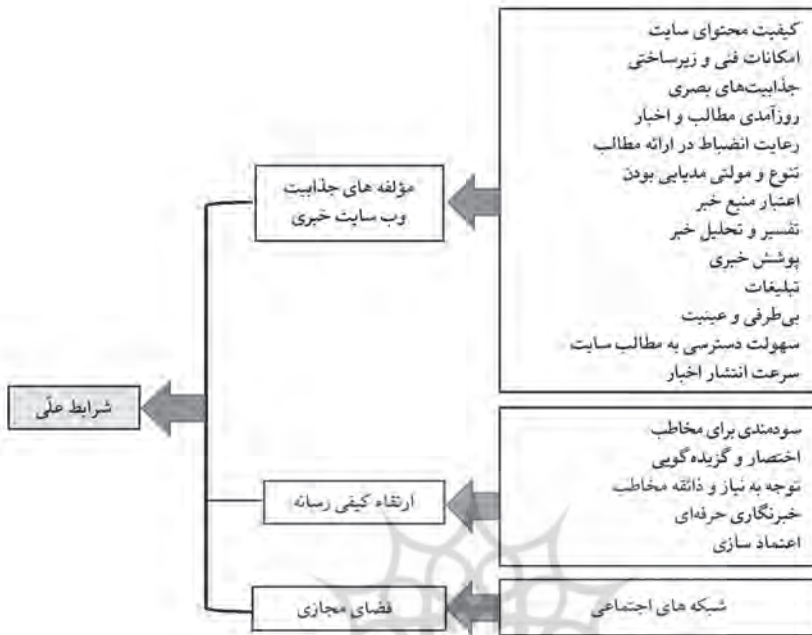 کیفیت محتوای سایت
امکانات فنی و زیرساختی
جذابیت‌های بصری
روزآمدی مطالب و اخبار
رعایت انضباط در ارائه مطالب
تنوع و مولتی مدیایی بودن
اعتبار منبع خبر
تفسیر و تحلیل خبر
پوشش خبری
تبلیغات
بی‌طرفی و عینیت
سهولت دسترسی به مطالب سایت
سرعت انتشار اخبار
مؤلفه های جذابیت
وب سایت خبری
سودمندی برای مخاطب
اختصار و گزیده‌گویی
توجه به نیاز و ذائقه مخاطب
خبرنگاری حرفه‌ای
اعتماد سازی
ارتقاء کیفی رسانه
شبکه های اجتماعی
فضای مجازی
شرایط علّی